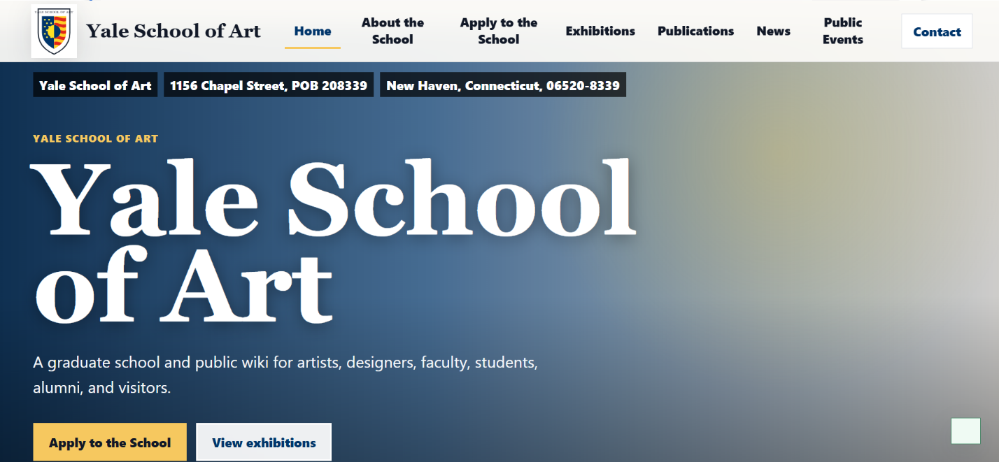 YALE SCHOOL OF ART
Yale School of Art
Home
About the
School
Apply to the
School
Exhibitions
Publications
News
Public
Events
Contact
Yale School of Art
1156 Chapel Street, POB 208339
New Haven, Connecticut, 06520-8339
YALE SCHOOL OF ART
Yale School
of Art
A graduate school and public wiki for artists, designers, faculty, students,
alumni, and visitors.
Apply to the School
View exhibitions